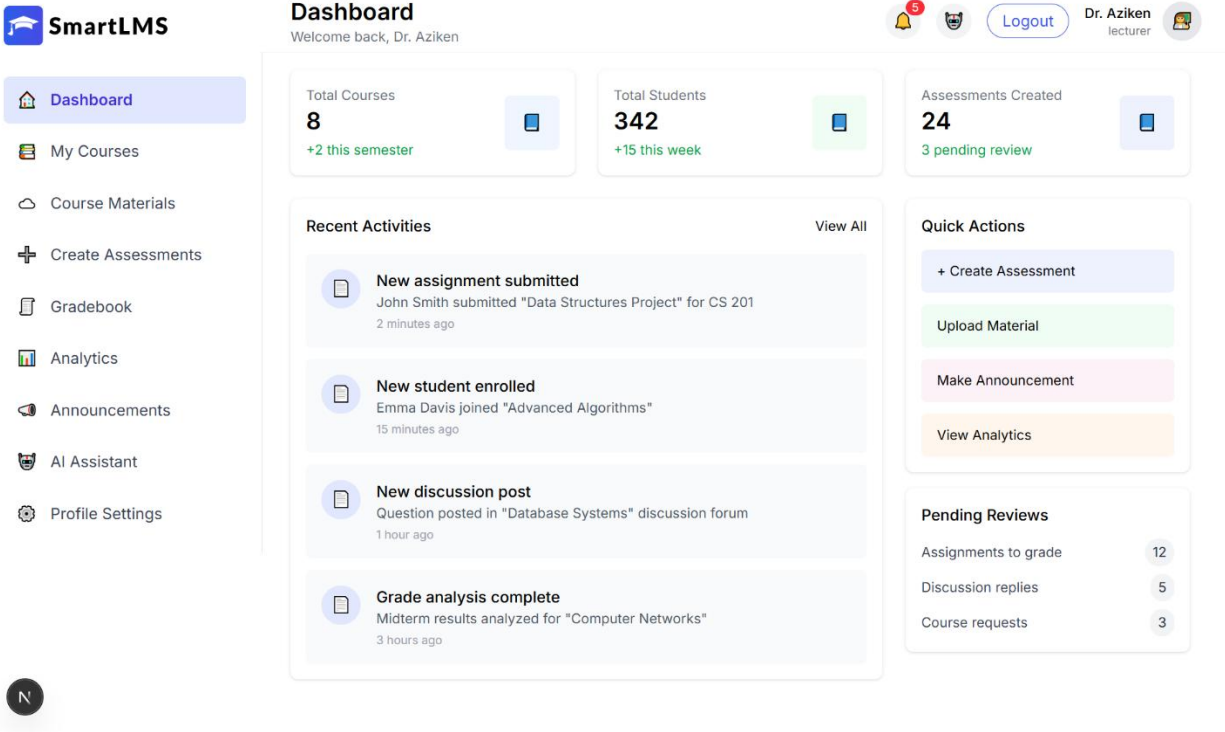 SmartLMS
Dashboard
Welcome back, Dr. Aziken
5
Logout
Dr. Aziken
lecturer
Dashboard
My Courses
Course Materials
Create Assessments
Gradebook
Analytics
Announcements
AI Assistant
Profile Settings
N
Total Courses
8
+2 this semester
Total Students
342
+15 this week
Assessments Created
24
3 pending review
Recent Activities
View All
New assignment submitted
John Smith submitted "Data Structures Project" for CS 201
2 minutes ago
New student enrolled
Emma Davis joined "Advanced Algorithms"
15 minutes ago
New discussion post
Question posted in "Database Systems" discussion forum
1 hour ago
Grade analysis complete
Midterm results analyzed for "Computer Networks"
3 hours ago
Quick Actions
+ Create Assessment
Upload Material
Make Announcement
View Analytics
Pending Reviews
Assignments to grade 12
Discussion replies 5
Course requests 3